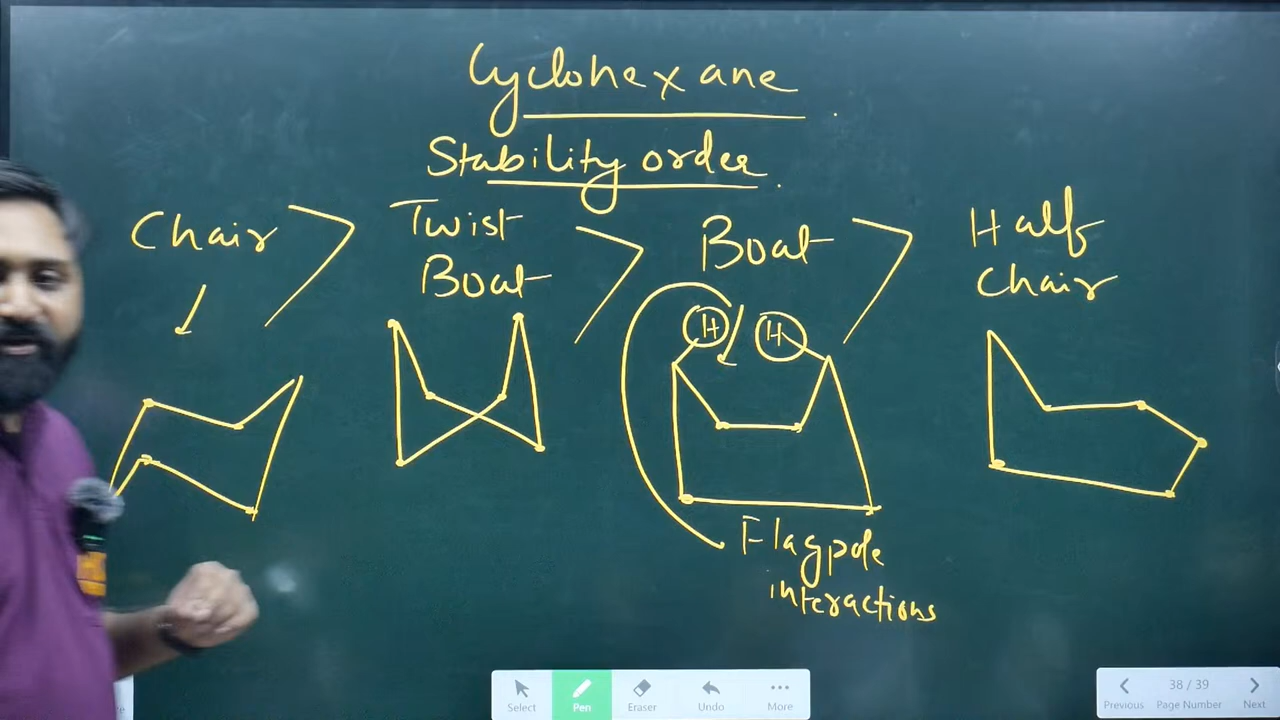 Cyclohexane
Stability order
Chair > Twist Boat > Boat > Half Chair
H H
Flagpole
interactions
Select Pen Eraser Undo More
38 / 39
Previous Page Number Next